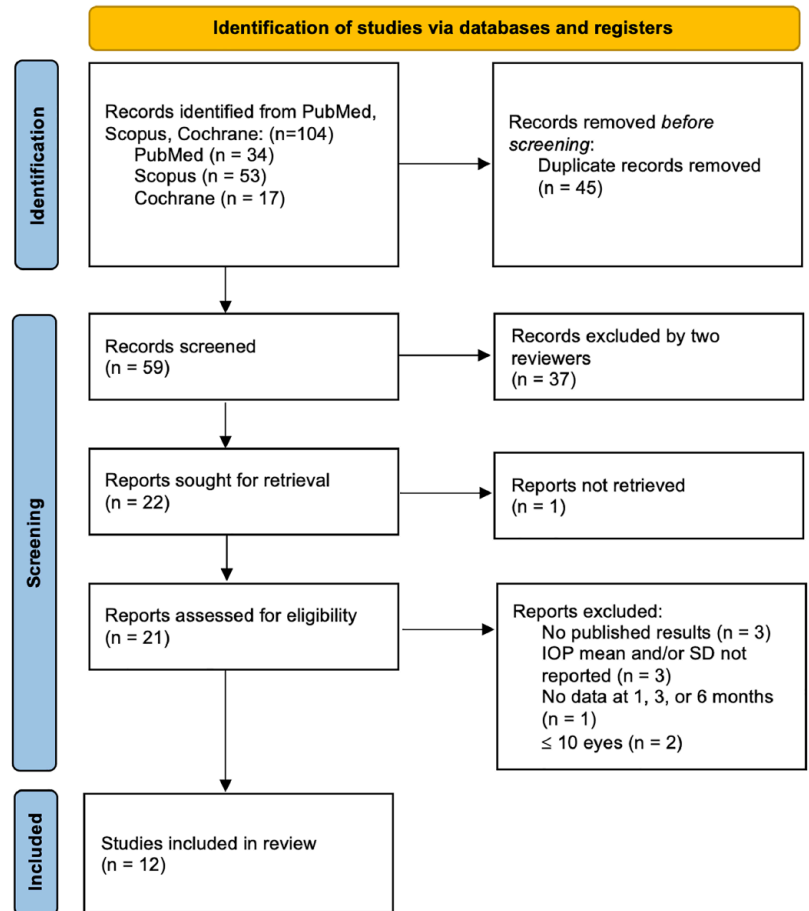 Identification of studies via databases and registers
Identification
Records identified from PubMed,
Scopus, Cochrane: (n=104)
PubMed (n = 34)
Scopus (n = 53)
Cochrane (n = 17)
Records removed before
screening:
Duplicate records removed
(n = 45)
Screening
Records screened
(n = 59)
Records excluded by two
reviewers
(n = 37)
Reports sought for retrieval
(n = 22)
Reports not retrieved
(n = 1)
Reports assessed for eligibility
(n = 21)
Reports excluded:
No published results (n = 3)
IOP mean and/or SD not
reported (n = 3)
No data at 1, 3, or 6 months
(n = 1)
≤ 10 eyes (n = 2)
Included
Studies included in review
(n = 12)